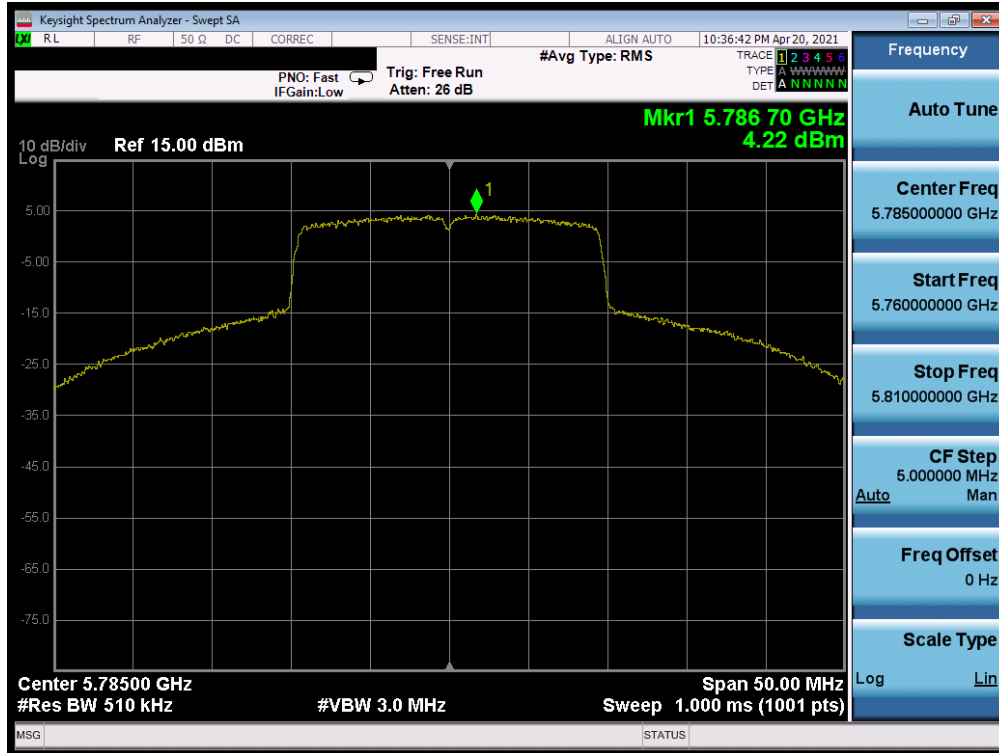 Keysight Spectrum Analyzer - Swept SA
LXI RL RF 50 Ω DC CORREC SENSE:INT ALIGN AUTO 10:36:42 PM Apr 20, 2021
#Avg Type: RMS TRACE 1 2 3 4 5 6
PNO: Fast Trig: Free Run TYPE A WWWWW
IFGain:Low Atten: 26 dB DET A N N N N N
Mkr1 5.786 70 GHz
4.22 dBm
10 dB/div Ref 15.00 dBm
Log
1
5.00
-5.00
-15.0
-25.0
-35.0
-45.0
-55.0
-65.0
-75.0
Center 5.78500 GHz Span 50.00 MHz
#Res BW 510 kHz #VBW 3.0 MHz Sweep 1.000 ms (1001 pts)
MSG STATUS
Frequency
Auto Tune
Center Freq
5.785000000 GHz
Start Freq
5.760000000 GHz
Stop Freq
5.810000000 GHz
CF Step
5.000000 MHz
Auto Man
Freq Offset
0 Hz
Scale Type
Log Lin